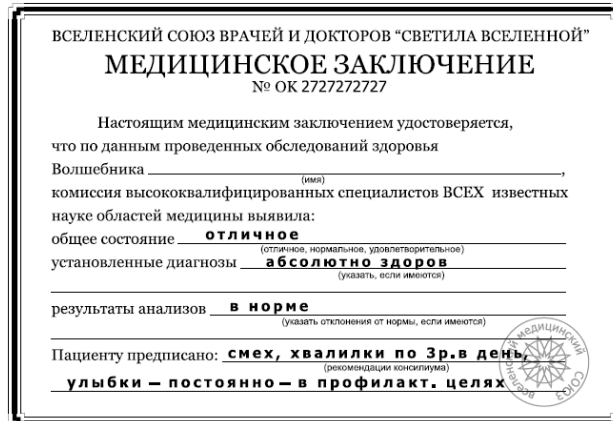 ВСЕЛЕНСКИЙ СОЮЗ ВРАЧЕЙ И ДОКТОРОВ “СВЕТИЛА ВСЕЛЕННОЙ”
МЕДИЦИНСКОЕ ЗАКЛЮЧЕНИЕ
№ ОК 2727272727
Настоящим медицинским заключением удостоверяется,
что по данным проведенных обследований здоровья
Волшебника ,
(имя)
комиссия высококвалифицированных специалистов ВСЕХ известных
науке областей медицины выявила:
общее состояние отличное
(отличное, нормальное, удовлетворительное)
установленные диагнозы абсолютно здоров
(указать, если имеются)
результаты анализов в норме
(указать отклонения от нормы, если имеются)
Пациенту предписано: смех, хвалилки по 3р.в день,
(рекомендации консилиума)
улыбки — постоянно — в профилакт. целях
вселенский медицинский союз